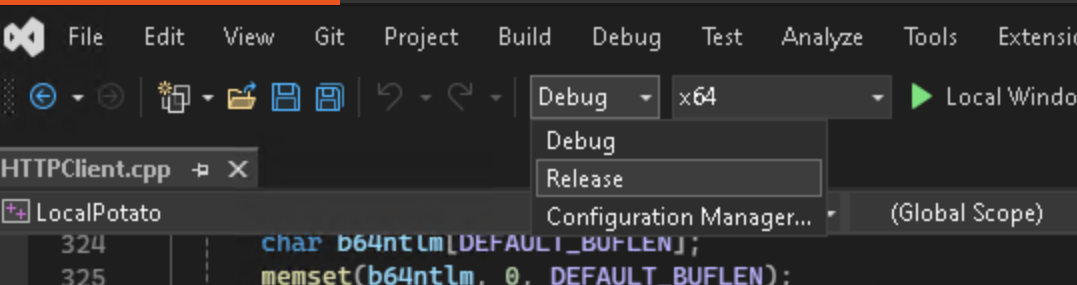 File Edit View Git Project Build Debug Test Analyze Tools
Debug x64 Local Windo
Debug
HTTPClient.cpp
Release
LocalPotato
Configuration Manager...
(Global Scope)
324 char b64ntlm[DEFAULT_BUFLEN];
325 memset(b64ntlm, 0, DEFAULT_BUFLEN);